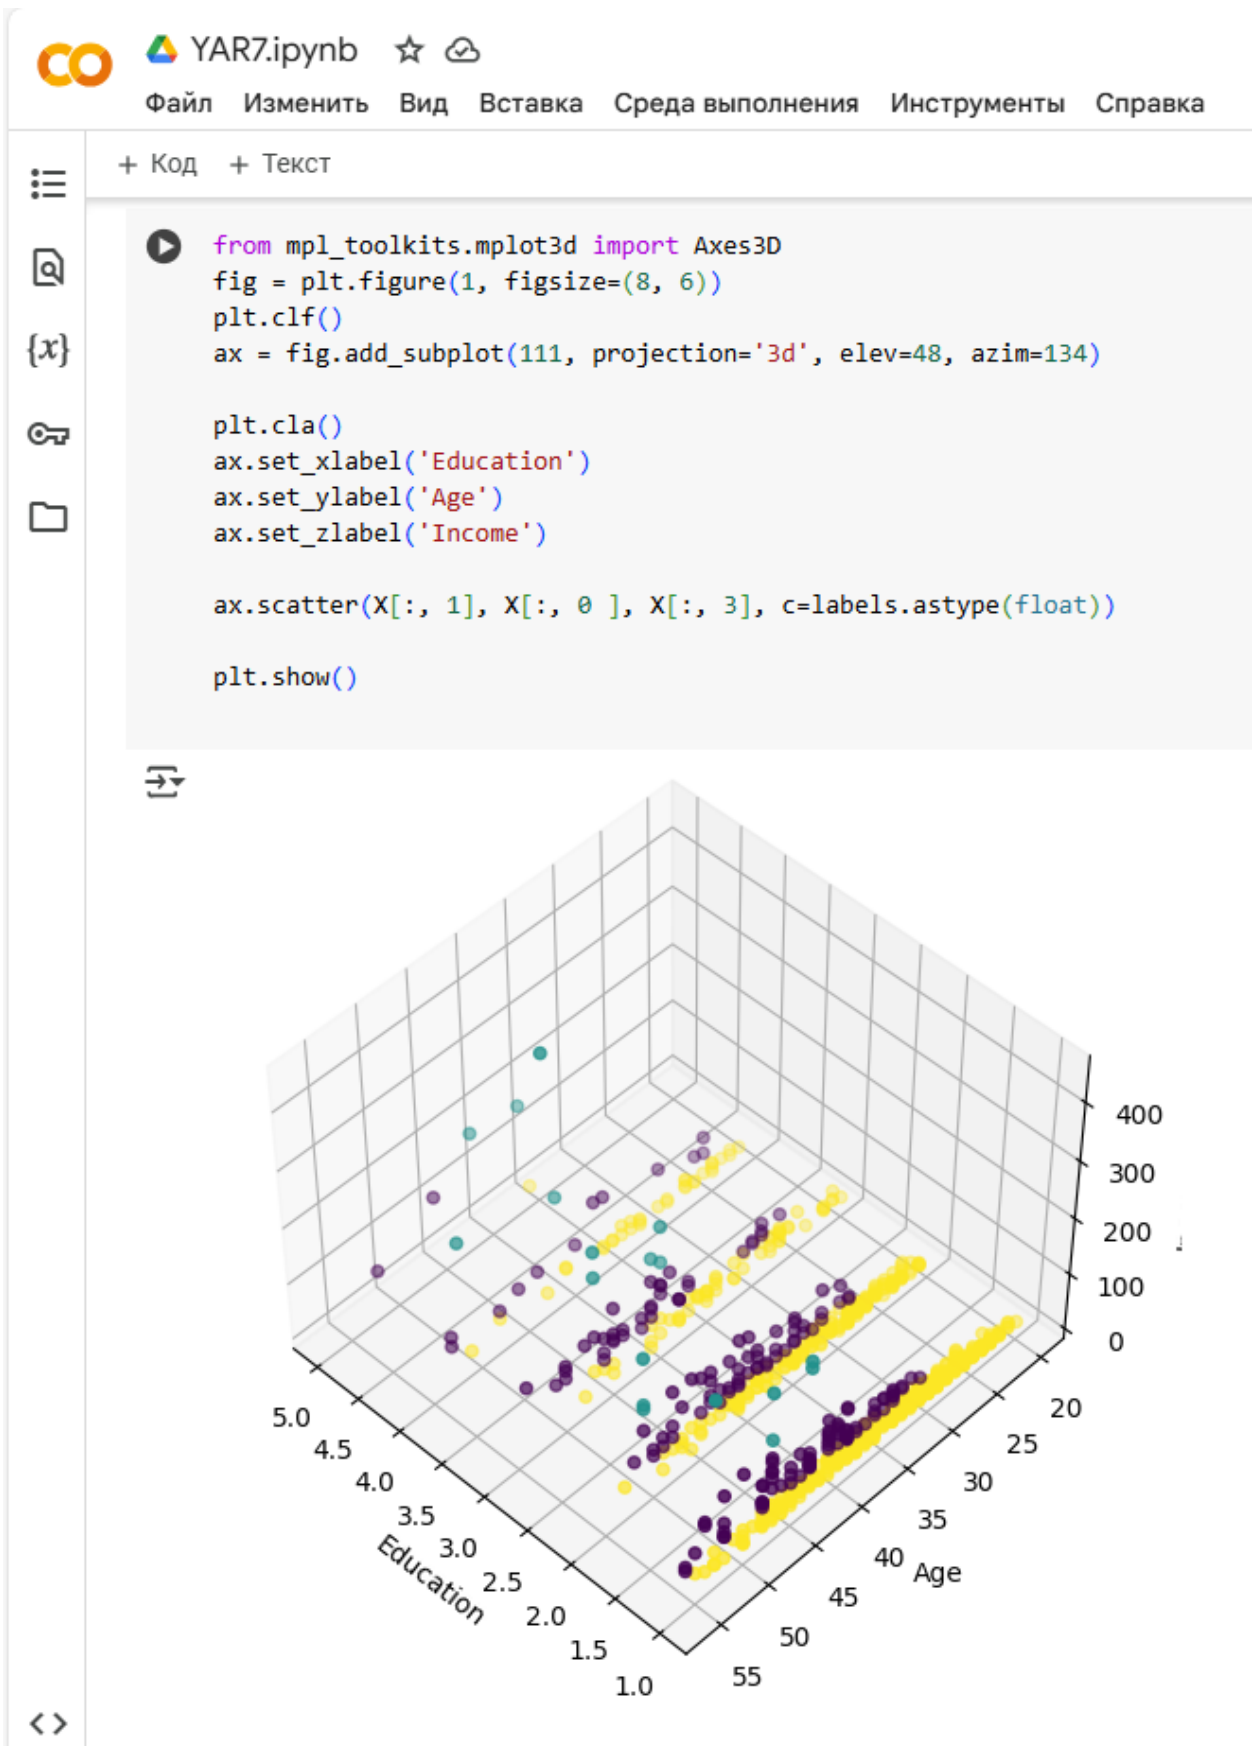 YAR7.ipynb
Файл Изменить Вид Вставка Среда выполнения Инструменты Справка
+ Код + Текст
from mpl_toolkits.mplot3d import Axes3D
fig = plt.figure(1, figsize=(8, 6))
plt.clf()
ax = fig.add_subplot(111, projection='3d', elev=48, azim=134)
plt.cla()
ax.set_xlabel('Education')
ax.set_ylabel('Age')
ax.set_zlabel('Income')
ax.scatter(X[:, 1], X[:, 0 ], X[:, 3], c=labels.astype(float))
plt.show()
{x}
400
300
200
100
0
20
25
30
35
40
45
50
55
Age
5.0
4.5
4.0
3.5
3.0
2.5
2.0
1.5
1.0
Education